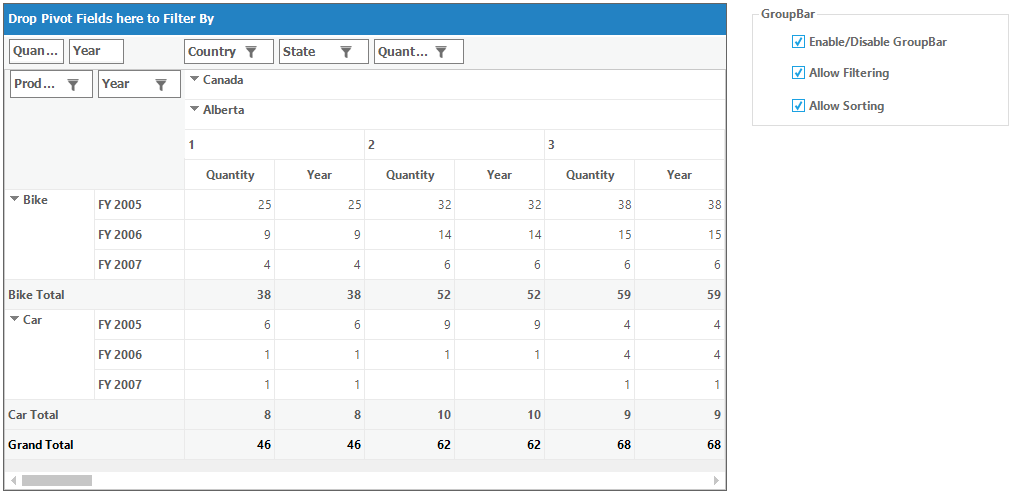 Drop Pivot Fields here to Filter By
GroupBar
Quan... Year Country State Quant...
Enable/Disable GroupBar
Prod... Year Canada
Allow Filtering
Alberta
Allow Sorting
1 2 3
Quantity Year Quantity Year Quantity Year
Bike FY 2005 25 25 32 32 38 38
FY 2006 9 9 14 14 15 15
FY 2007 4 4 6 6 6 6
Bike Total 38 38 52 52 59 59
Car FY 2005 6 6 9 9 4 4
FY 2006 1 1 1 1 4 4
FY 2007 1 1 1 1
Car Total 8 8 10 10 9 9
Grand Total 46 46 62 62 68 68